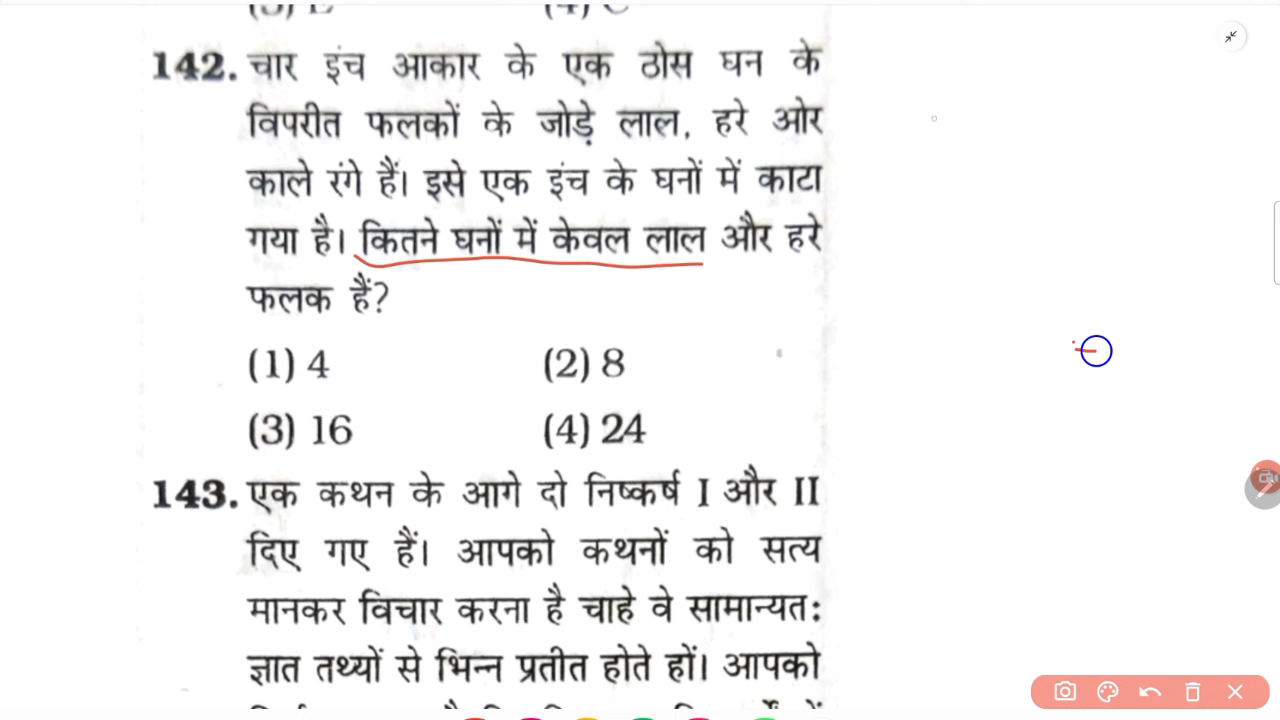 142. चार इंच आकार के एक ठोस घन के
विपरीत फलकों के जोड़े लाल, हरे ओर
काले रंगे हैं। इसे एक इंच के घनों में काटा
गया है। कितने घनों में केवल लाल और हरे
फलक हैं?
(1) 4 (2) 8
(3) 16 (4) 24
143. एक कथन के आगे दो निष्कर्ष I और II
दिए गए हैं। आपको कथनों को सत्य
मानकर विचार करना है चाहे वे सामान्यतः
ज्ञात तथ्यों से भिन्न प्रतीत होते हों। आपको